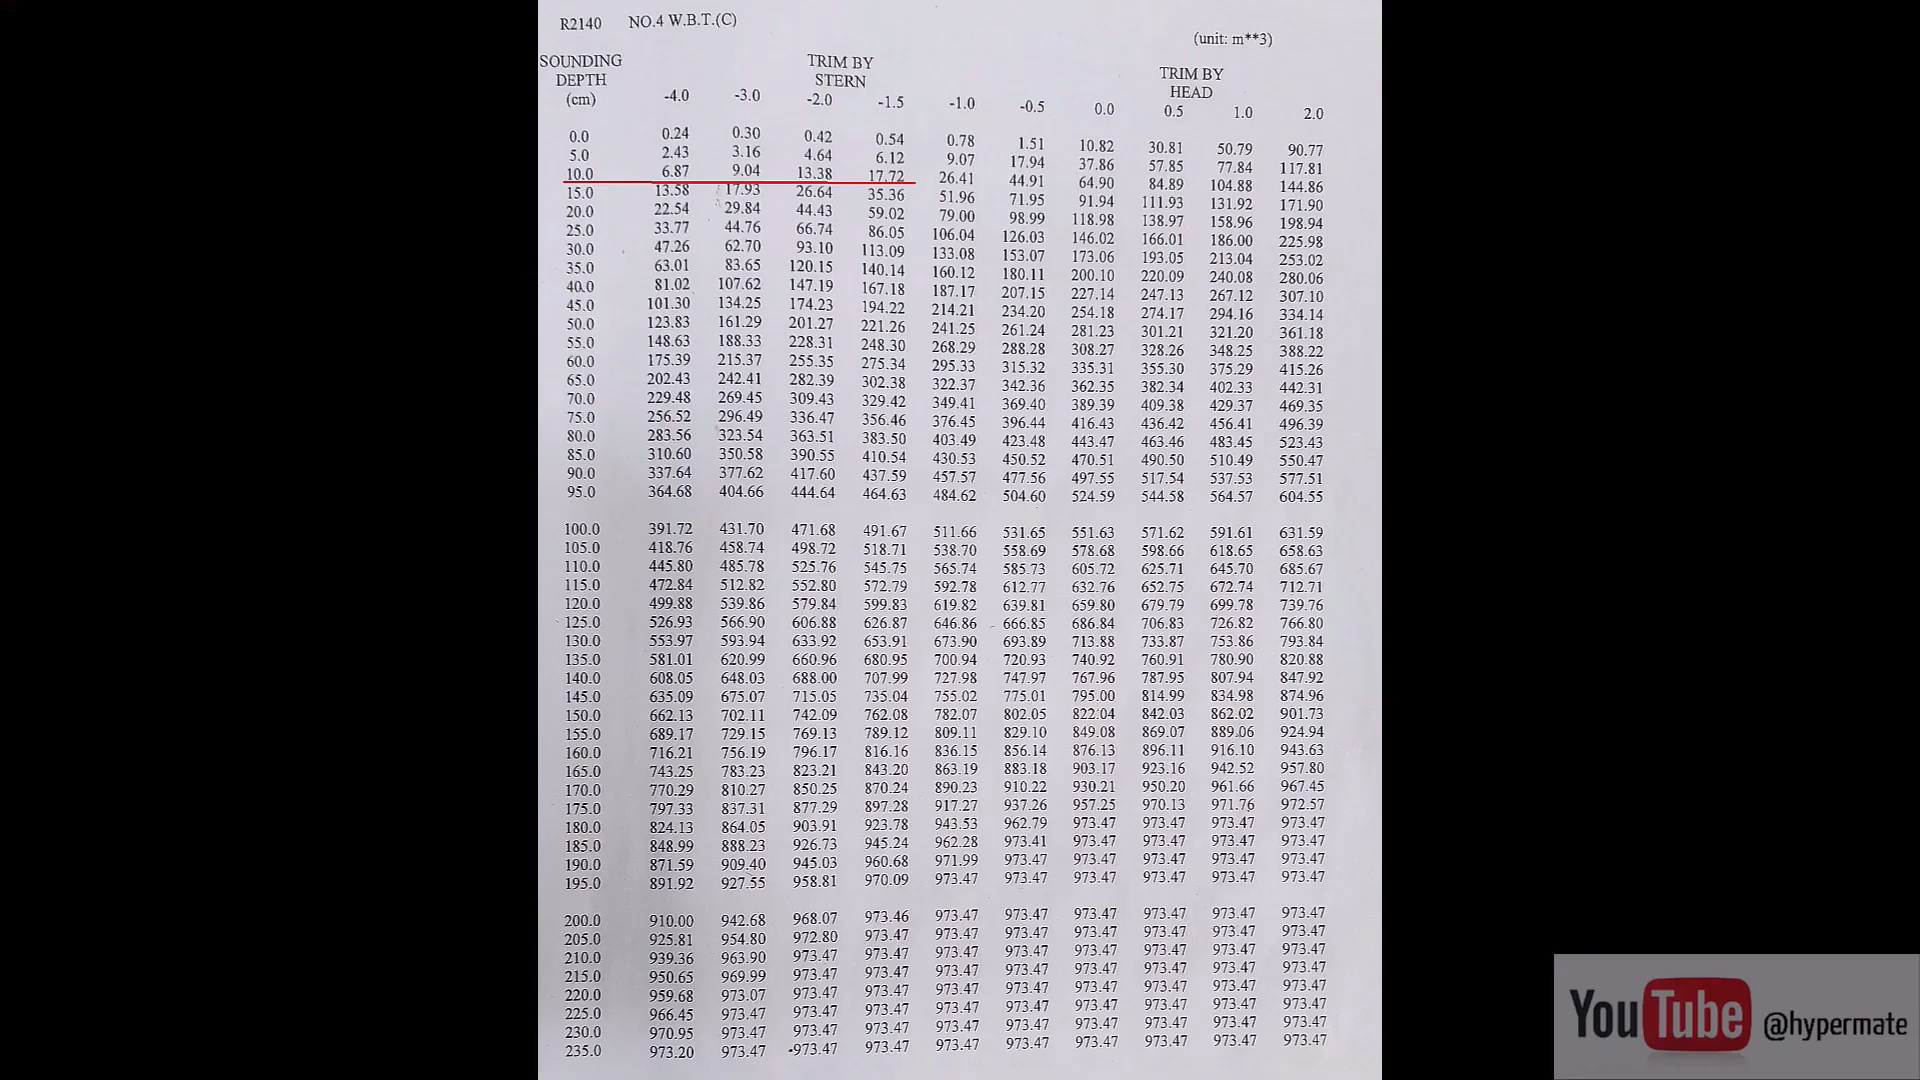 R2140 NO.4 W.B.T.(C)
(unit: m**3)
SOUNDING DEPTH (cm) TRIM BY STERN TRIM BY HEAD
-4.0 -3.0 -2.0 -1.5 -1.0 -0.5 0.0 0.5 1.0 2.0
0.0 0.24 0.30 0.42 0.54 0.78 1.51 10.82 30.81 50.79 90.77
5.0 2.43 3.16 4.64 6.12 9.07 17.94 37.86 57.85 77.84 117.81
10.0 6.87 9.04 13.38 17.72 26.41 44.91 64.90 84.89 104.88 144.86
15.0 13.58 17.93 26.64 35.36 51.96 71.95 91.94 111.93 131.92 171.90
20.0 22.54 29.84 44.43 59.02 79.00 98.99 118.98 138.97 158.96 198.94
25.0 33.77 44.76 66.74 86.05 106.04 126.03 146.02 166.01 186.00 225.98
30.0 47.26 62.70 93.10 113.09 133.08 153.07 173.06 193.05 213.04 253.02
35.0 63.01 83.65 120.15 140.14 160.12 180.11 200.10 220.09 240.08 280.06
40.0 81.02 107.62 147.19 167.18 187.17 207.15 227.14 247.13 267.12 307.10
45.0 101.30 134.25 174.23 194.22 214.21 234.20 254.18 274.17 294.16 334.14
50.0 123.83 161.29 201.27 221.26 241.25 261.24 281.23 301.21 321.20 361.18
55.0 148.63 188.33 228.31 248.30 268.29 288.28 308.27 328.26 348.25 388.22
60.0 175.39 215.37 255.35 275.34 295.33 315.32 335.31 355.30 375.29 415.26
65.0 202.43 242.41 282.39 302.38 322.37 342.36 362.35 382.34 402.33 442.31
70.0 229.48 269.45 309.43 329.42 349.41 369.40 389.39 409.38 429.37 469.35
75.0 256.52 296.49 336.47 356.46 376.45 396.44 416.43 436.42 456.41 496.39
80.0 283.56 323.54 363.51 383.50 403.49 423.48 443.47 463.46 483.45 523.43
85.0 310.60 350.58 390.55 410.54 430.53 450.52 470.51 490.50 510.49 550.47
90.0 337.64 377.62 417.60 437.59 457.57 477.56 497.55 517.54 537.53 577.51
95.0 364.68 404.66 444.64 464.63 484.62 504.60 524.59 544.58 564.57 604.55
100.0 391.72 431.70 471.68 491.67 511.66 531.65 551.63 571.62 591.61 631.59
105.0 418.76 458.74 498.72 518.71 538.70 558.69 578.68 598.66 618.65 658.63
110.0 445.80 485.78 525.76 545.75 565.74 585.73 605.72 625.71 645.70 685.67
115.0 472.84 512.82 552.80 572.79 592.78 612.77 632.76 652.75 672.74 712.71
120.0 499.88 539.86 579.84 599.83 619.82 639.81 659.80 679.79 699.78 739.76
125.0 526.93 566.90 606.88 626.87 646.86 666.85 686.84 706.83 726.82 766.80
130.0 553.97 593.94 633.92 653.91 673.90 693.89 713.88 733.87 753.86 793.84
135.0 581.01 620.99 660.96 680.95 700.94 720.93 740.92 760.91 780.90 820.88
140.0 608.05 648.03 688.00 707.99 727.98 747.97 767.96 787.95 807.94 847.92
145.0 635.09 675.07 715.05 735.04 755.02 775.01 795.00 814.99 834.98 874.96
150.0 662.13 702.11 742.09 762.08 782.07 802.05 822.04 842.03 862.02 901.73
155.0 689.17 729.15 769.13 789.12 809.11 829.10 849.08 869.07 889.06 924.94
160.0 716.21 756.19 796.17 816.16 836.15 856.14 876.13 896.11 916.10 943.63
165.0 743.25 783.23 823.21 843.20 863.19 883.18 903.17 923.16 942.52 957.80
170.0 770.29 810.27 850.25 870.24 890.23 910.22 930.21 950.20 961.66 967.45
175.0 797.33 837.31 877.29 897.28 917.27 937.26 957.25 970.13 971.76 972.57
180.0 824.13 864.05 903.91 923.78 943.53 962.79 973.47 973.47 973.47 973.47
185.0 848.99 888.23 926.73 945.24 962.28 973.41 973.47 973.47 973.47 973.47
190.0 871.59 909.40 945.03 960.68 971.99 973.47 973.47 973.47 973.47 973.47
195.0 891.92 927.55 958.81 970.09 973.47 973.47 973.47 973.47 973.47 973.47
200.0 910.00 942.68 968.07 973.46 973.47 973.47 973.47 973.47 973.47 973.47
205.0 925.81 954.80 972.80 973.47 973.47 973.47 973.47 973.47 973.47 973.47
210.0 939.36 963.90 973.47 973.47 973.47 973.47 973.47 973.47 973.47 973.47
215.0 950.65 969.99 973.47 973.47 973.47 973.47 973.47 973.47 973.47 973.47
220.0 959.68 973.07 973.47 973.47 973.47 973.47 973.47 973.47 973.47 973.47
225.0 966.45 973.47 973.47 973.47 973.47 973.47 973.47 973.47 973.47 973.47
230.0 970.95 973.47 973.47 973.47 973.47 973.47 973.47 973.47 973.47 973.47
235.0 973.20 973.47 973.47 973.47 973.47 973.47 973.47 973.47 973.47 973.47
YouTube @hypermate